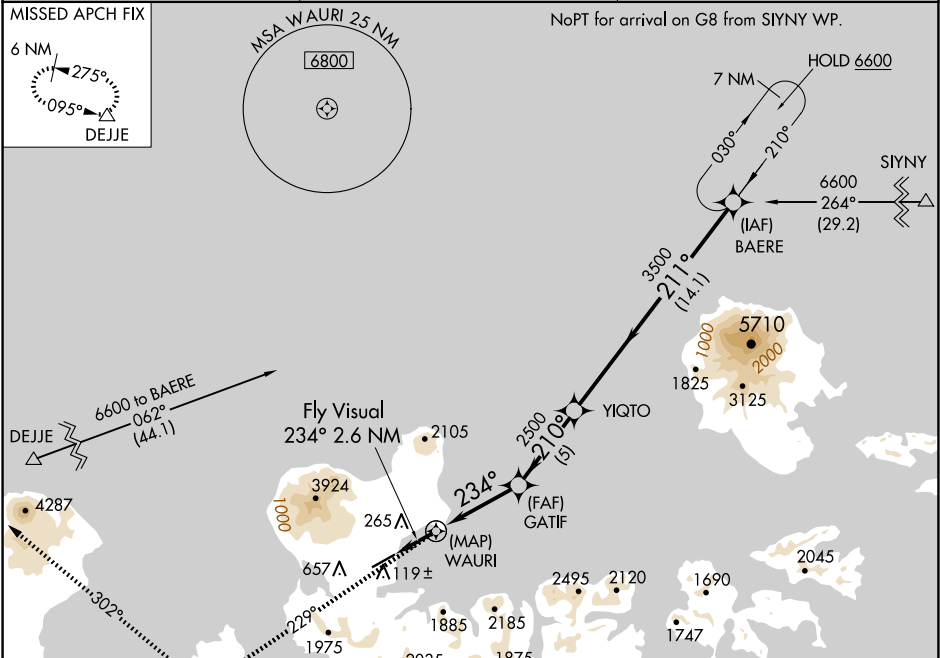 MISSED APCH FIX
6 NM
275°
095°
DEJJE
MSA WAURI 25 NM
6800
NoPT for arrival on G8 from SIYNY WP.
HOLD 6600
7 NM
030°
210°
SIYNY
6600
264°
(29.2)
(IAF)
BAERE
3500
211°
(14.1)
5710
1000
2000
1825
3125
6600 to BAERE
062°
(44.1)
DEJJE
Fly Visual
234° 2.6 NM
2105
YIQTO
2500
210°
(5)
3924
1000
4287
234°
(FAF)
GATIF
265
(MAP)
WAURI
657
119±
2045
2495
2120
1690
302°
229°
1975
1885
2185
1747
2035
1875